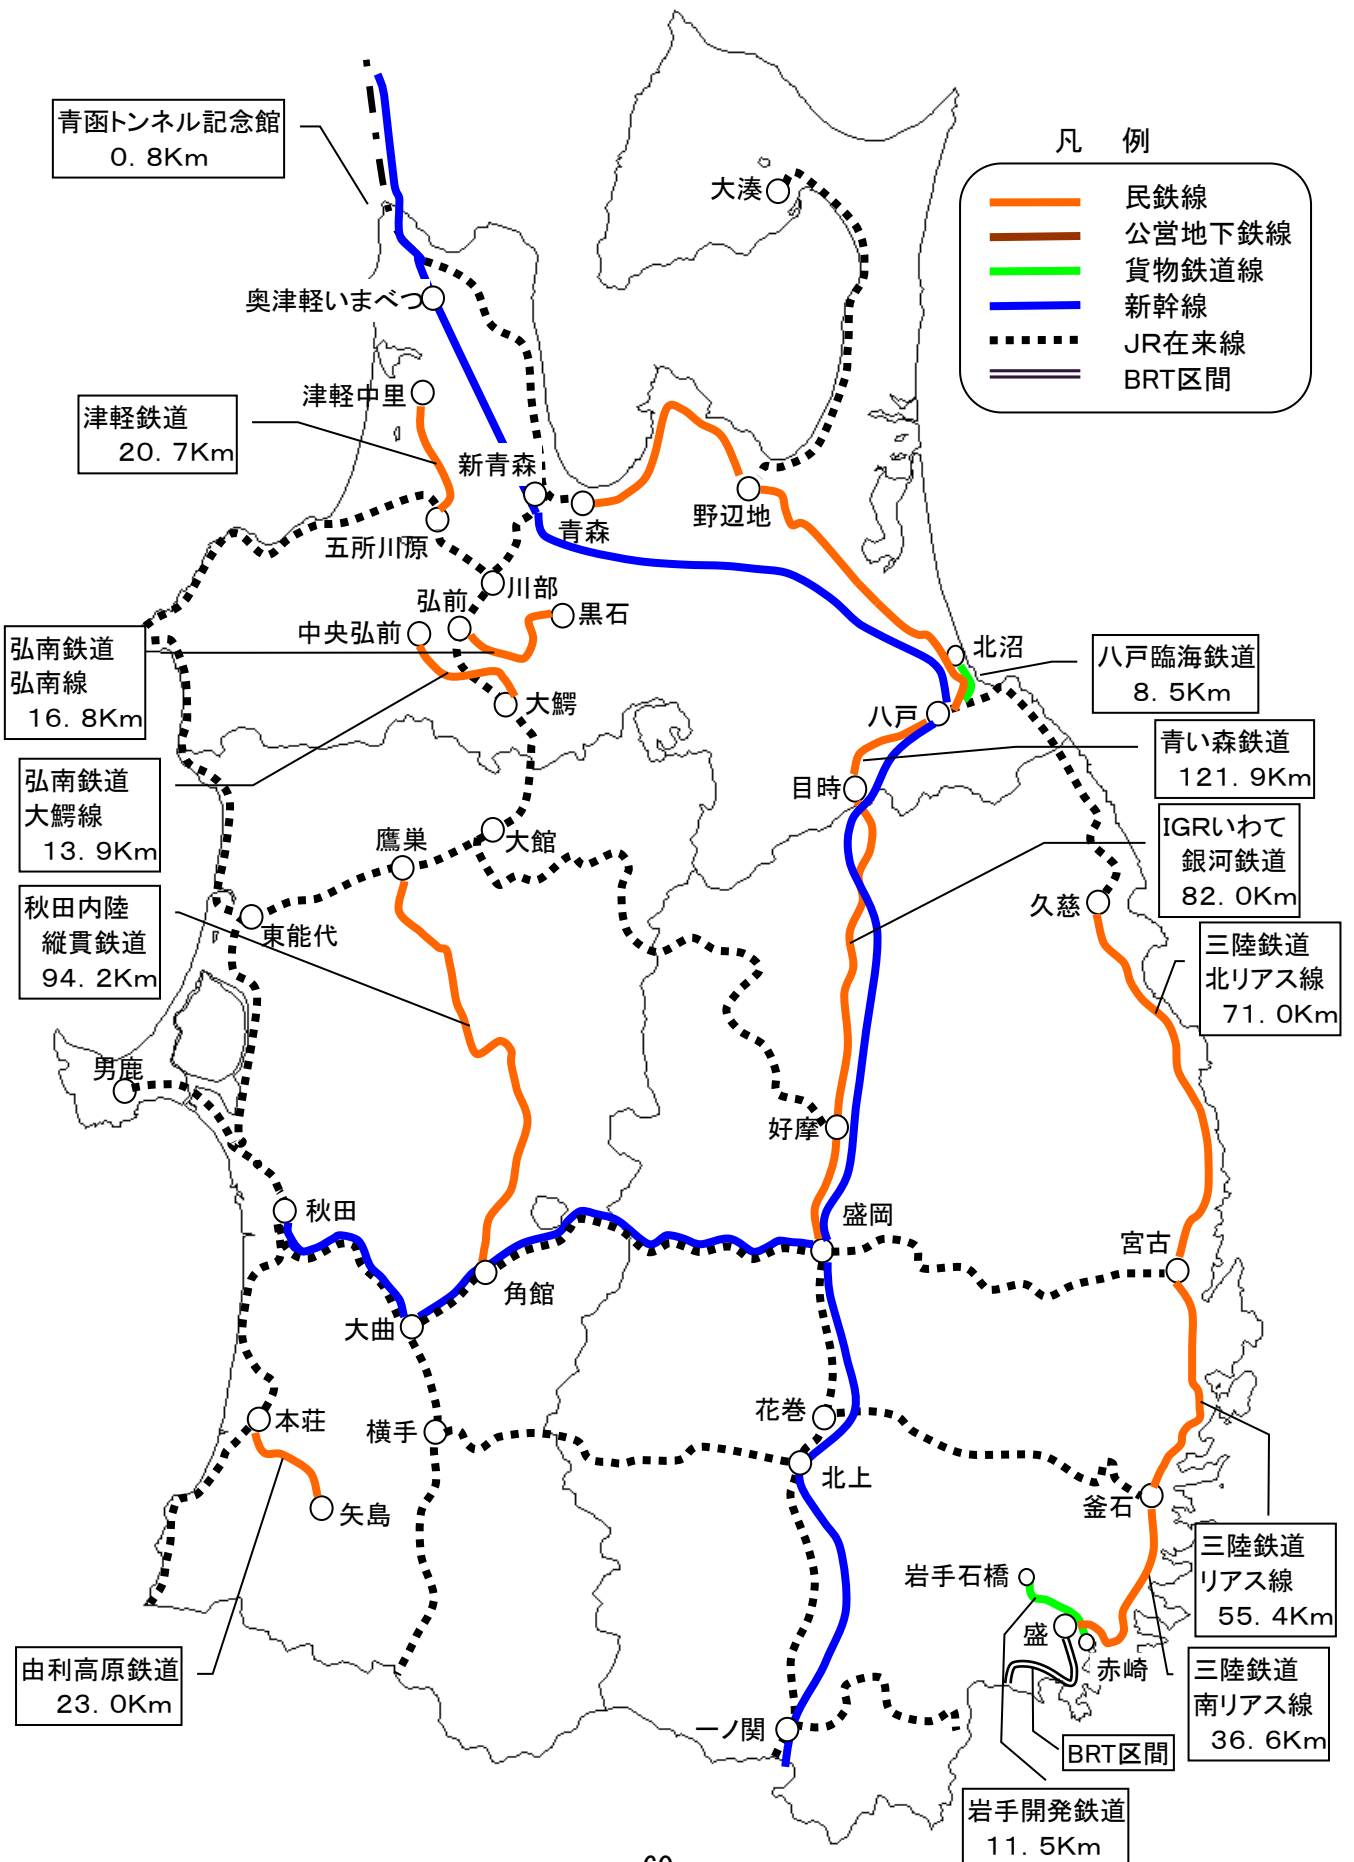 青函トンネル記念館
0. 8Km
大湊
凡 例
民鉄線
公営地下鉄線
貨物鉄道線
新幹線
JR在来線
BRT区間
奥津軽いまべつ
津軽中里
津軽鉄道
20. 7Km
新青森
青森
野辺地
五所川原
川部
弘前
黒石
中央弘前
弘南鉄道
弘南線
16. 8Km
北沼
八戸臨海鉄道
8. 5Km
大鰐
八戸
青い森鉄道
121. 9Km
弘南鉄道
大鰐線
13. 9Km
目時
IGRいわて
銀河鉄道
82. 0Km
鷹巣
大館
秋田内陸
縦貫鉄道
94. 2Km
東能代
久慈
三陸鉄道
北リアス線
71. 0Km
男鹿
好摩
秋田
盛岡
宮古
角館
大曲
本荘
横手
花巻
北上
矢島
釜石
三陸鉄道
リアス線
55. 4Km
岩手石橋
盛
赤崎
由利高原鉄道
23. 0Km
三陸鉄道
南リアス線
36. 6Km
一ノ関
BRT区間
岩手開発鉄道
11. 5Km